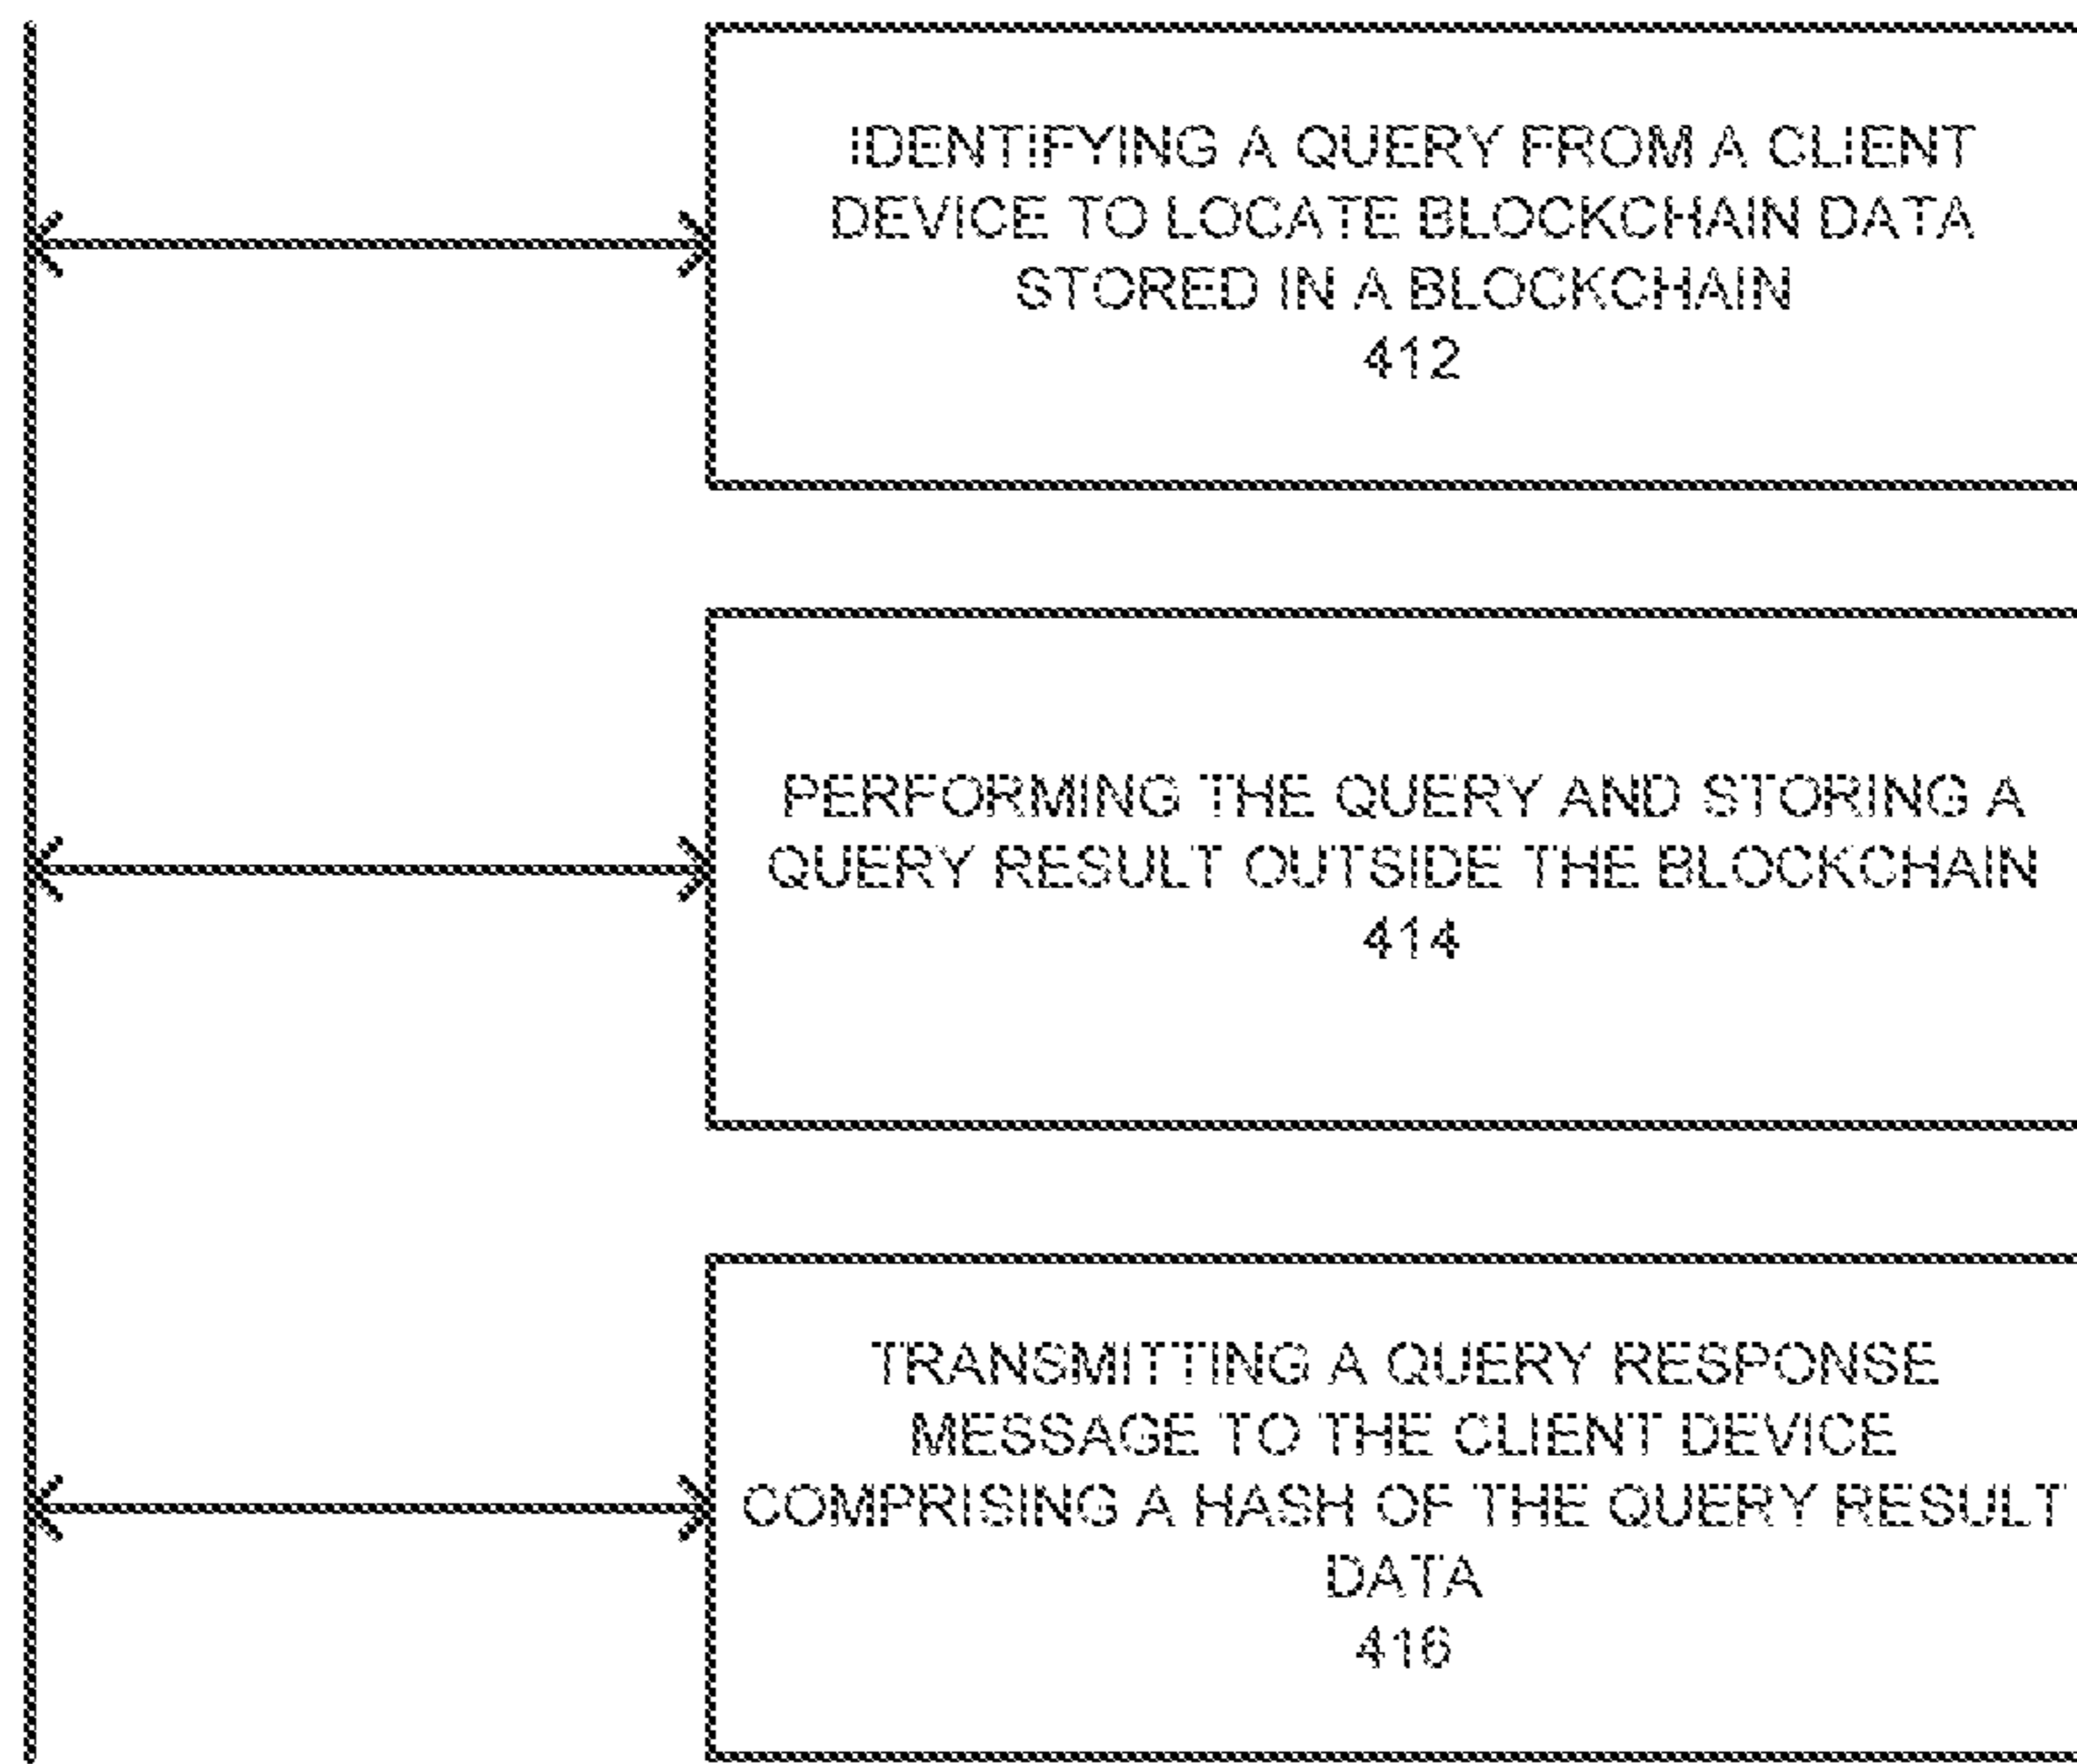 IDENTIFYING A QUERY FROM A CLIENT
DEVICE TO LOCATE BLOCKCHAIN DATA
STORED IN A BLOCKCHAIN
412
PERFORMING THE QUERY AND STORING A
QUERY RESULT OUTSIDE THE BLOCKCHAIN
414
TRANSMITTING A QUERY RESPONSE
MESSAGE TO THE CLIENT DEVICE
COMPRISING A HASH OF THE QUERY RESULT
DATA
416